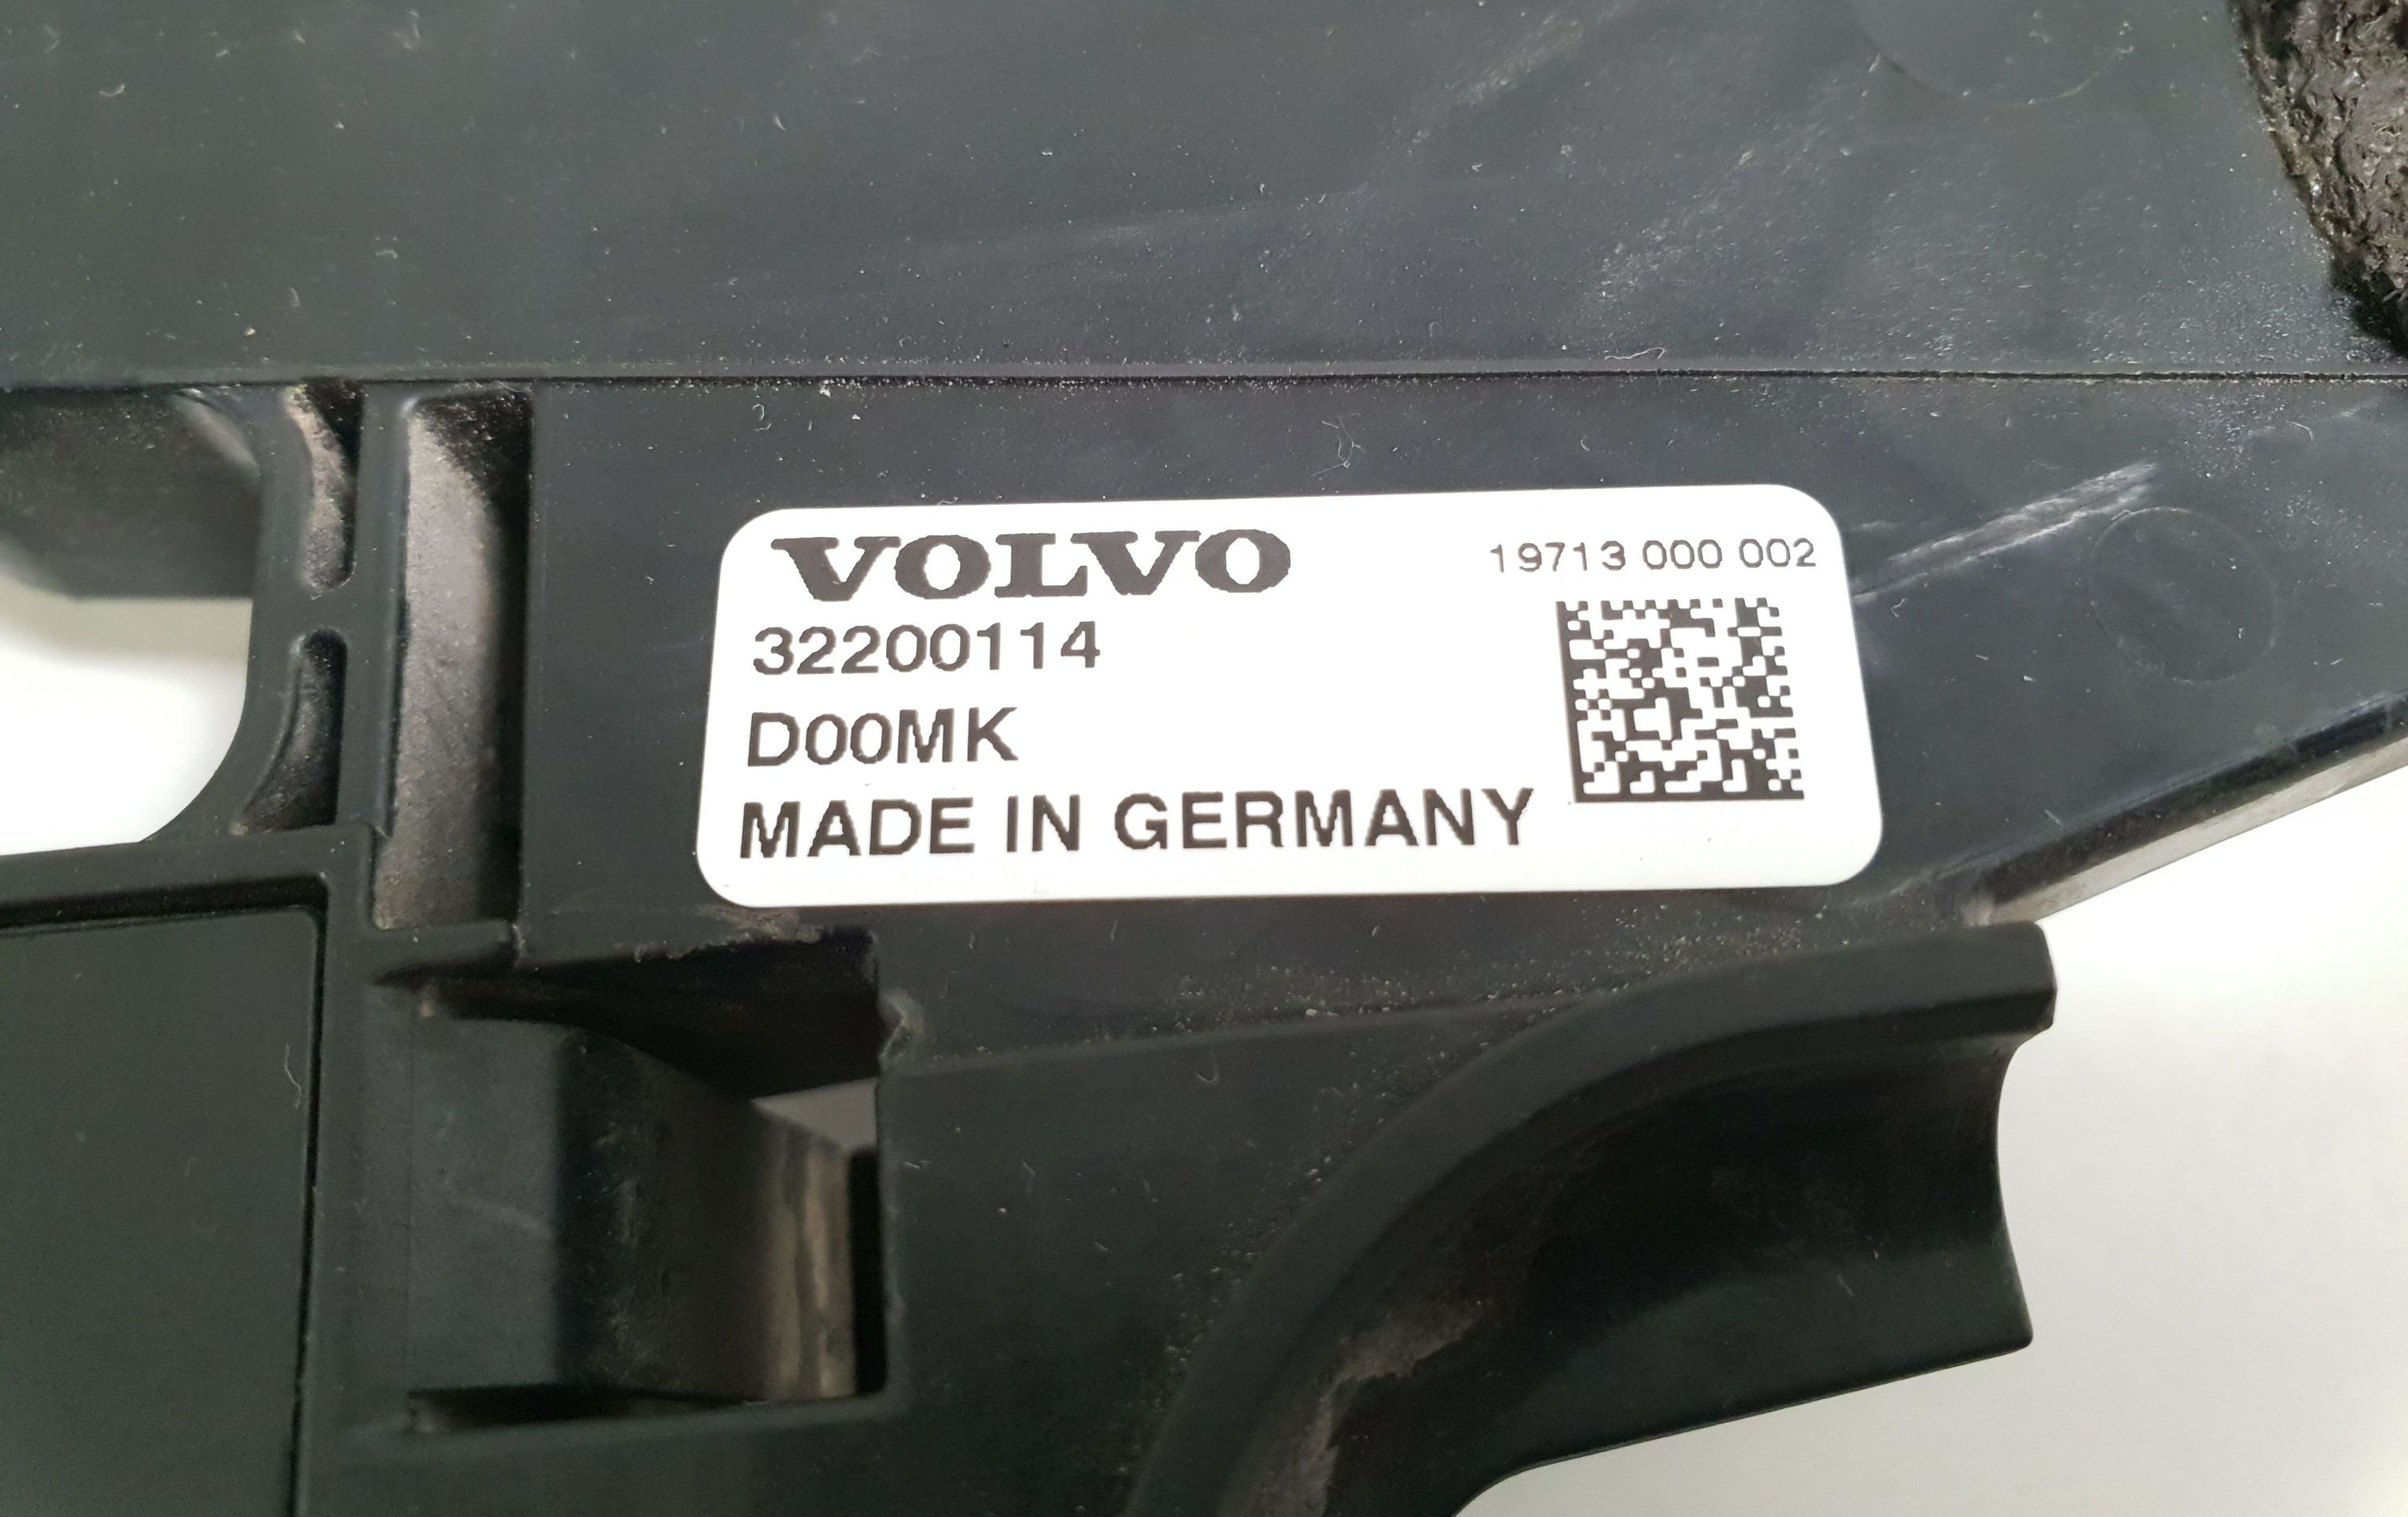 VOLVO
19713 000 002
32200114
D00MK
MADE IN GERMANY